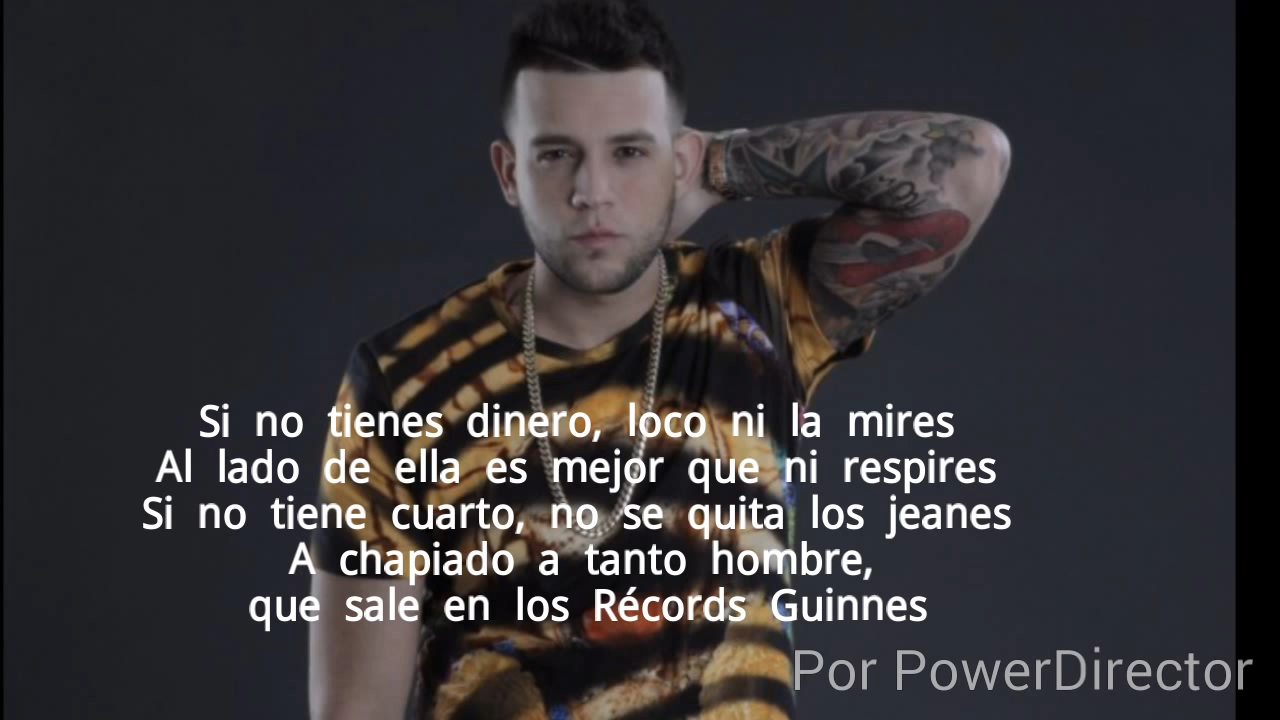 Si no tienes dinero, loco ni la mires
Al lado de ella es mejor que ni respires
Si no tiene cuarto, no se quita los jeanes
A chapiado a tanto hombre,
que sale en los Récords Guinnes
Por PowerDirector